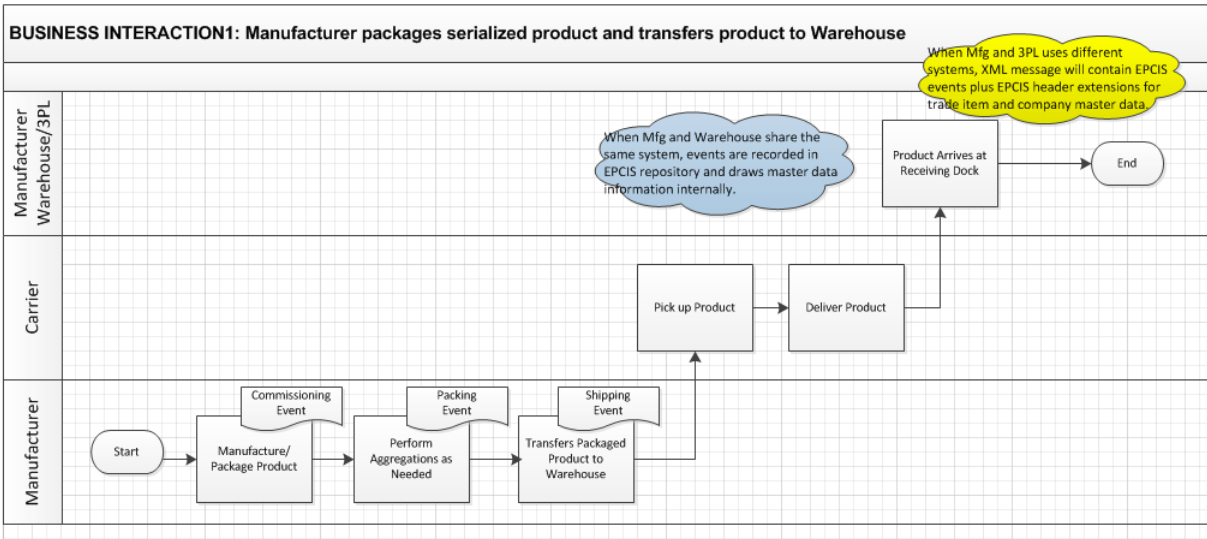 BUSINESS INTERACTION1: Manufacturer packages serialized product and transfers product to Warehouse
When Mfg and 3PL uses different
systems, XML message will contain EPCIS
events plus EPCIS header extensions for
trade item and company master data.
Manufacturer
Warehouse/3PL
When Mfg and Warehouse share the
same system, events are recorded in
EPCIS repository and draws master data
information internally.
Product Arrives at
Receiving Dock
End
Carrier
Pick up Product
Deliver Product
Manufacturer
Start
Commissioning
Event
Manufacture/
Package Product
Packing
Event
Perform
Aggregations as
Needed
Shipping
Event
Transfers Packaged
Product to
Warehouse